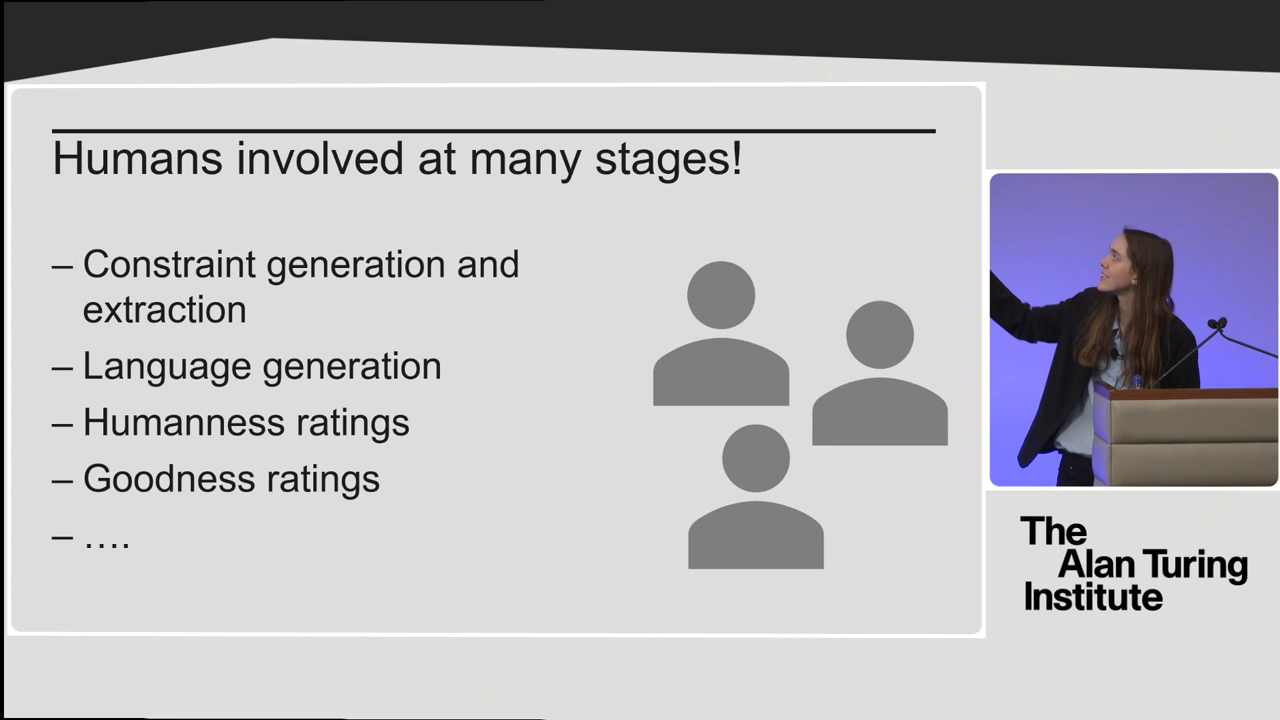 Humans involved at many stages!
– Constraint generation and
extraction
– Language generation
– Humanness ratings
– Goodness ratings
– ….
The
Alan Turing
Institute